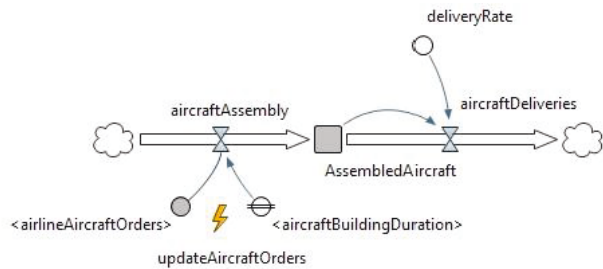 deliveryRate
aircraftAssembly
aircraftDeliveries
AssembledAircraft
<airlineAircraftOrders>
<aircraftBuildingDuration>
updateAircraftOrders